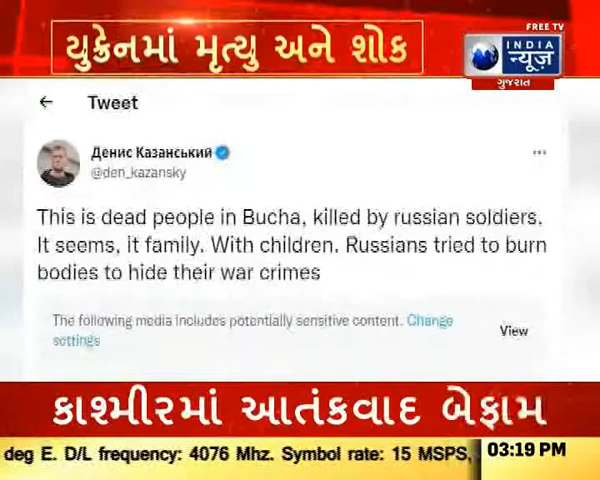 યુક્રેનમાં મૃત્યુ અને શોક
FREE TV
INDIA
न्यूज़
ગુજરાત
← Tweet
Денис Казанський
@den_kazansky
This is dead people in Bucha, killed by russian soldiers.
It seems, it family. With children. Russians tried to burn
bodies to hide their war crimes
The following media includes potentially sensitive content. Change
settings
View
કાશ્મીરમાં આતંકવાદ બેફામ
deg E. D/L frequency: 4076 Mhz. Symbol rate: 15 MSPS,
03:19 PM